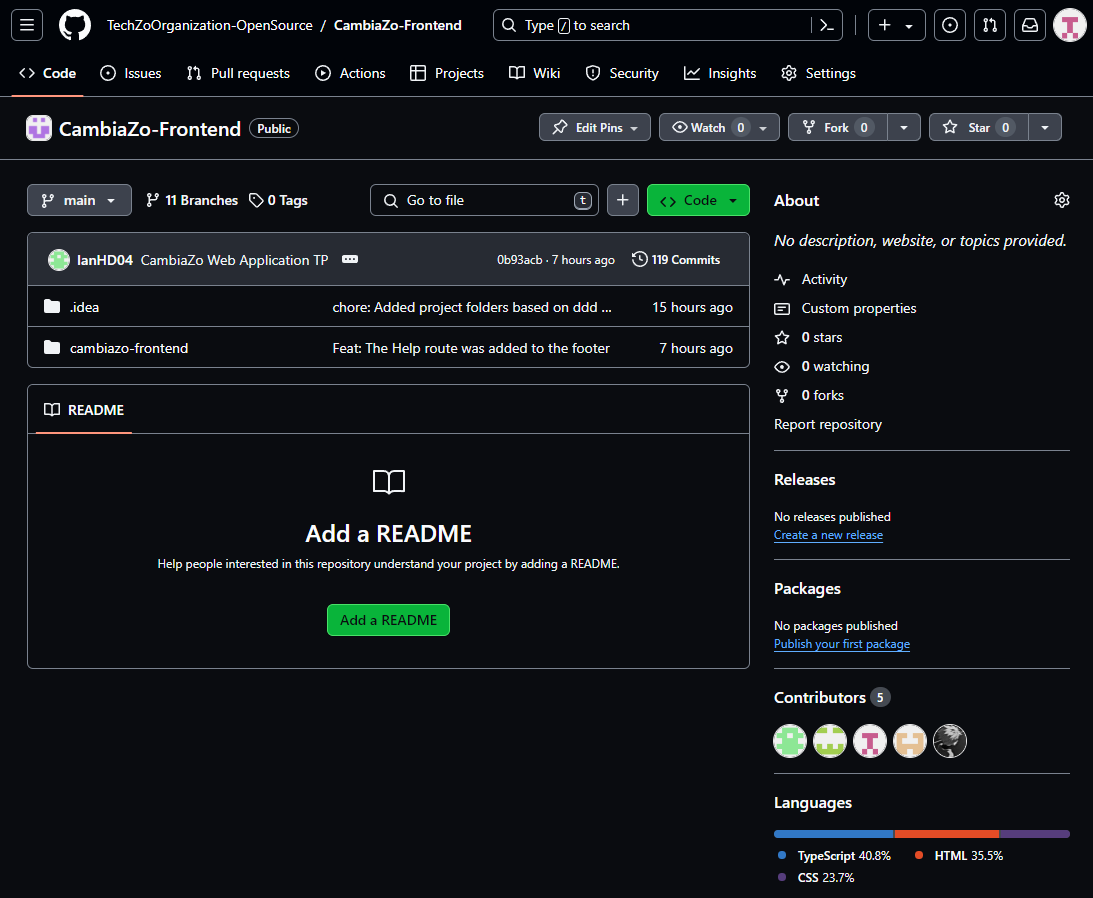 TechZoOrganization-OpenSource / CambiaZo-Frontend Type / to search
Code Issues Pull requests Actions Projects Wiki Security Insights Settings
CambiaZo-Frontend Public Edit Pins Watch 0 Fork 0 Star 0
main 11 Branches 0 Tags Go to file t Code
IanHD04 CambiaZo Web Application TP 0b93acb · 7 hours ago 119 Commits
.idea chore: Added project folders based on ddd ... 15 hours ago
cambiazo-frontend Feat: The Help route was added to the footer 7 hours ago
README
Add a README
Help people interested in this repository understand your project by adding a README.
Add a README
About
No description, website, or topics provided.
Activity
Custom properties
0 stars
0 watching
0 forks
Report repository
Releases
No releases published
Create a new release
Packages
No packages published
Publish your first package
Contributors 5
Languages
TypeScript 40.8% HTML 35.5%
CSS 23.7%